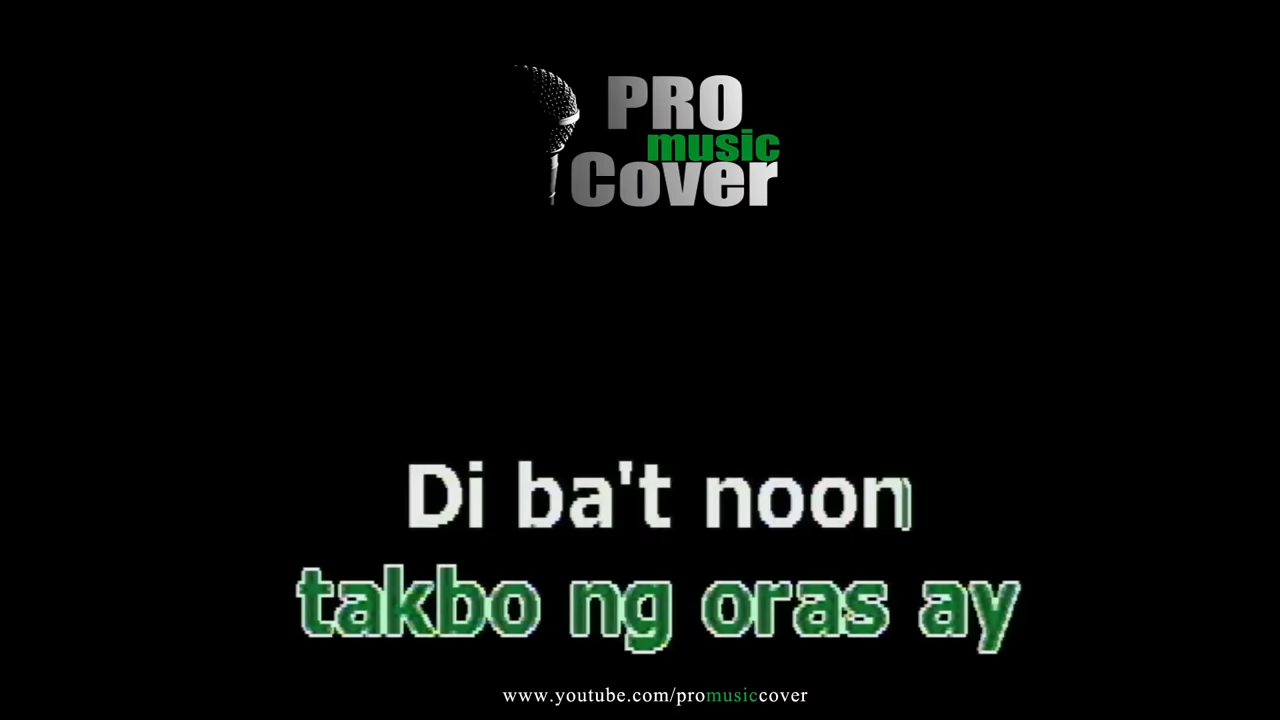 PRO
music
Cover
Di ba't noon
takbo ng oras ay
www.youtube.com/promusiccover